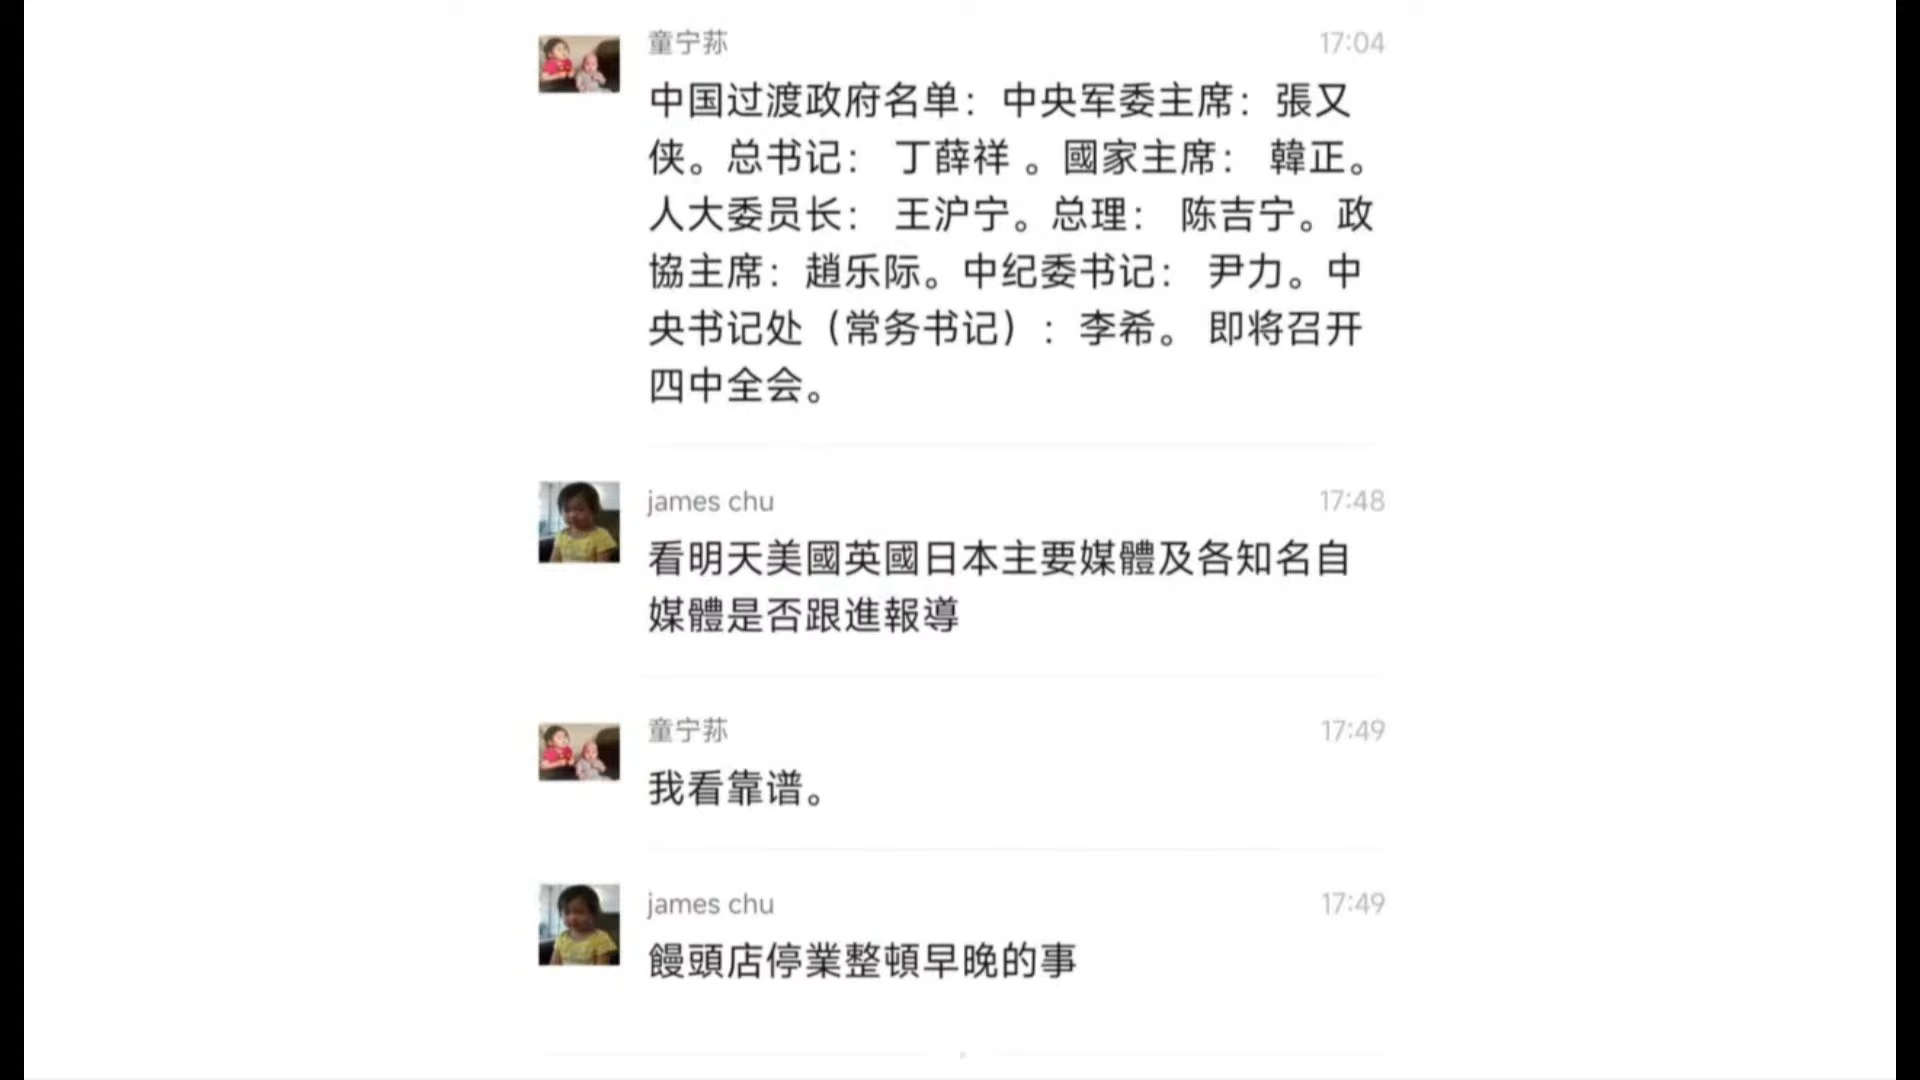 童宁荪
17:04
中国过渡政府名单：中央军委主席：張又
侠。总书记： 丁薛祥 。國家主席： 韓正。
人大委员长： 王沪宁。总理： 陈吉宁。政
協主席：趙乐际。中纪委书记： 尹力。中
央书记处（常务书记）：李希。 即将召开
四中全会。
james chu
17:48
看明天美國英國日本主要媒體及各知名自
媒體是否跟進報導
童宁荪
17:49
我看靠谱。
james chu
17:49
饅頭店停業整頓早晚的事